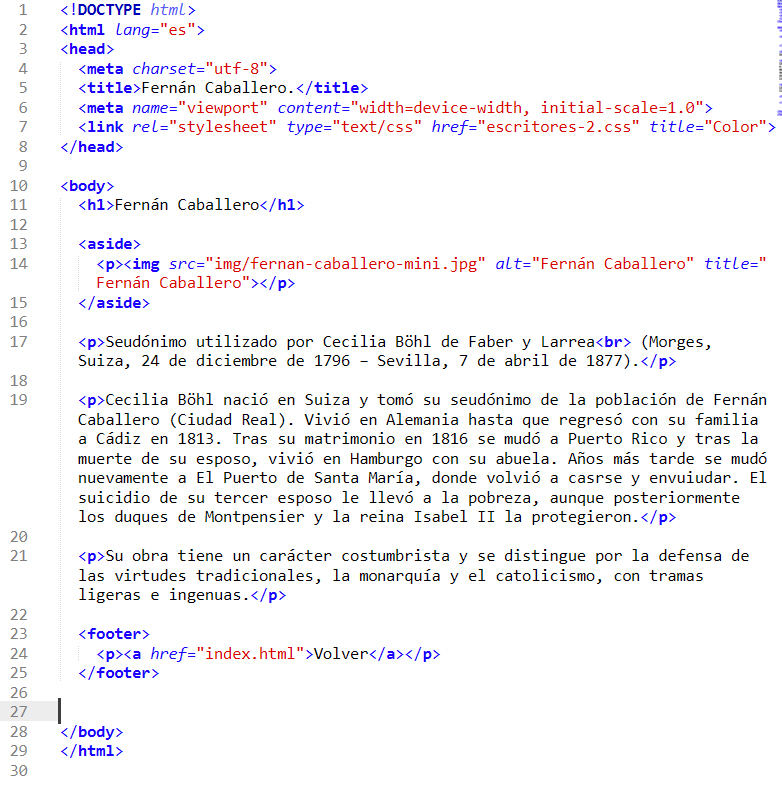 1 <!DOCTYPE html>
2 <html lang="es">
3 <head>
4 <meta charset="utf-8">
5 <title>Fernán Caballero.</title>
6 <meta name="viewport" content="width=device-width, initial-scale=1.0">
7 <link rel="stylesheet" type="text/css" href="escritores-2.css" title="Color">
8 </head>
9
10 <body>
11 <h1>Fernán Caballero</h1>
12
13 <aside>
14 <p><img src="img/fernan-caballero-mini.jpg" alt="Fernán Caballero" title="
Fernán Caballero"></p>
15 </aside>
16
17 <p>Seudónimo utilizado por Cecilia Böhl de Faber y Larrea<br> (Morges,
Suiza, 24 de diciembre de 1796 – Sevilla, 7 de abril de 1877).</p>
18
19 <p>Cecilia Böhl nació en Suiza y tomó su seudónimo de la población de Fernán
Caballero (Ciudad Real). Vivió en Alemania hasta que regresó con su familia
a Cádiz en 1813. Tras su matrimonio en 1816 se mudó a Puerto Rico y tras la
muerte de su esposo, vivió en Hamburgo con su abuela. Años más tarde se mudó
nuevamente a El Puerto de Santa María, donde volvió a casrse y envuiudar. El
suicidio de su tercer esposo le llevó a la pobreza, aunque posteriormente
los duques de Montpensier y la reina Isabel II la protegieron.</p>
20
21 <p>Su obra tiene un carácter costumbrista y se distingue por la defensa de
las virtudes tradicionales, la monarquía y el catolicismo, con tramas
ligeras e ingenuas.</p>
22
23 <footer>
24 <p><a href="index.html">Volver</a></p>
25 </footer>
26
27
28 </body>
29 </html>
30